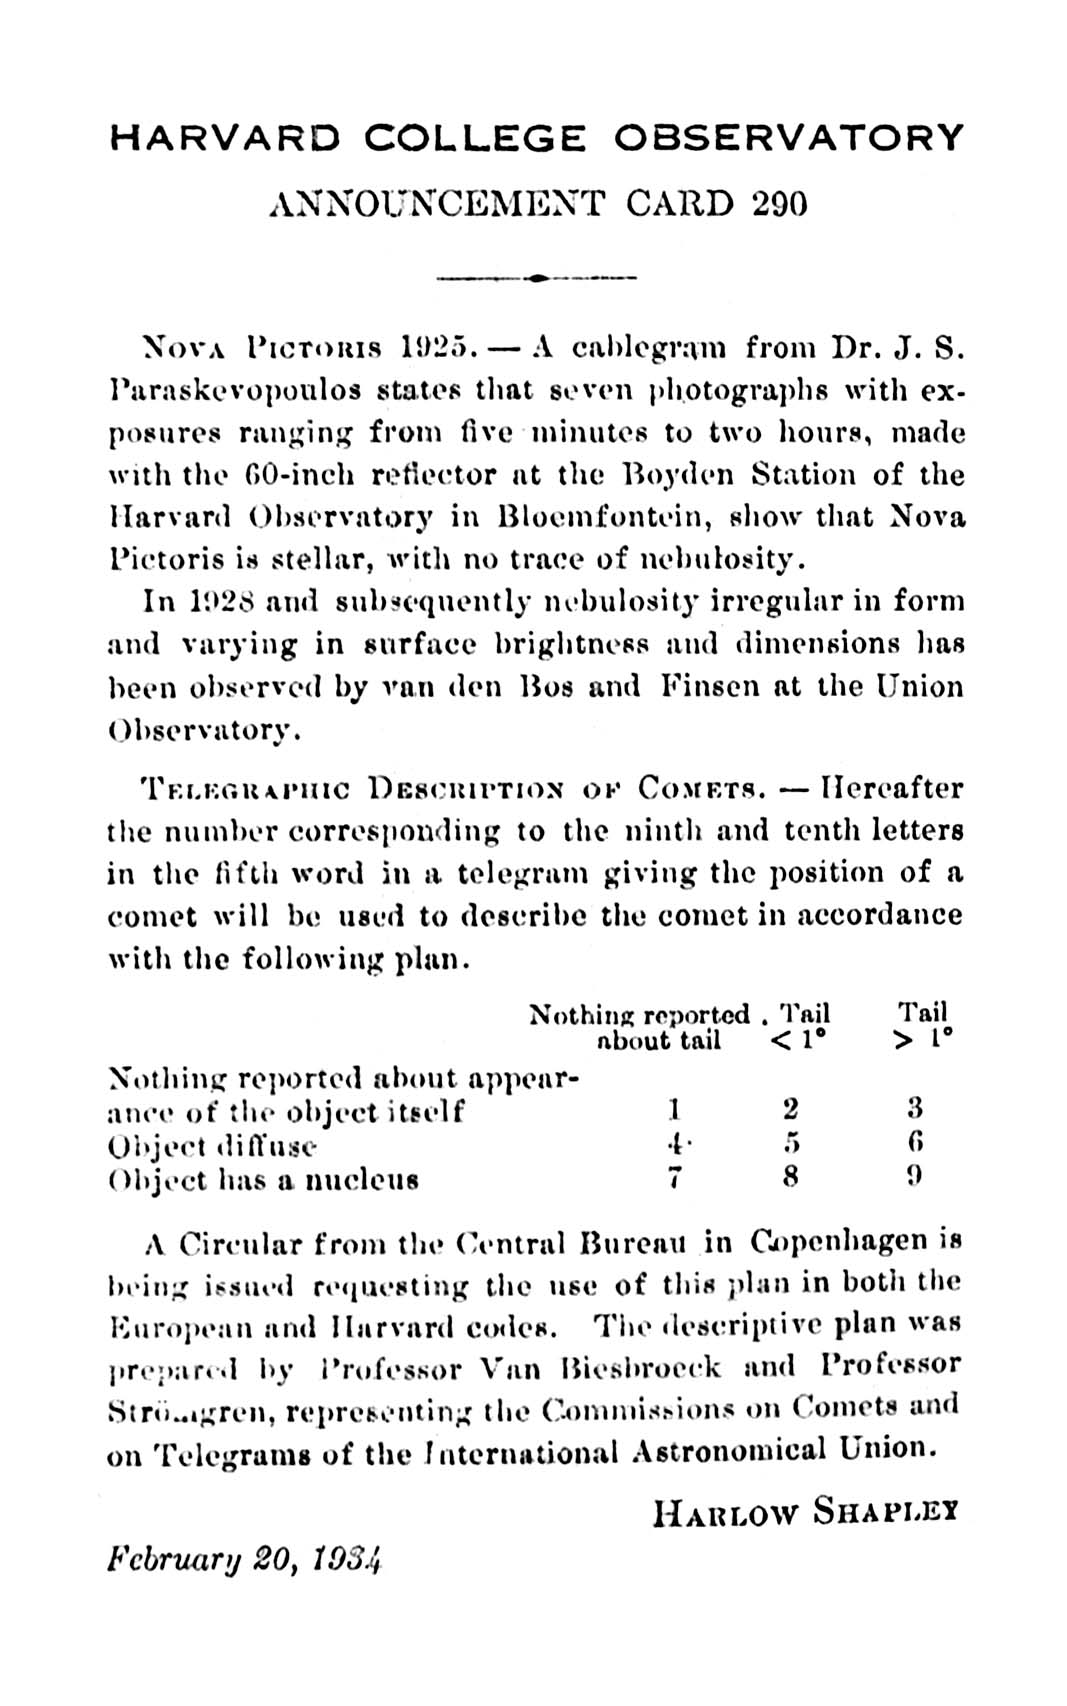 HARVARD COLLEGE OBSERVATORY
ANNOUNCEMENT CARD 290
NOVA PICTORIS 1925. — A cablegram from Dr. J. S.
Paraskevopoulos states that seven photographs with ex-
posures ranging from five minutes to two hours, made
with the 60-inch reflector at the Boyden Station of the
Harvard Observatory in Bloemfontein, show that Nova
Pictoris is stellar, with no trace of nebulosity.
In 1928 and subsequently nebulosity irregular in form
and varying in surface brightness and dimensions has
been observed by van den Bos and Finsen at the Union
Observatory.
TELEGRAPHIC DESCRIPTION OF COMETS. — Hereafter
the number corresponding to the ninth and tenth letters
in the fifth word in a telegram giving the position of a
comet will be used to describe the comet in accordance
with the following plan.
Nothing reported Tail Tail
about tail < 1° > 1°
Nothing reported about appear-
ance of the object itself 1 2 3
Object diffuse 4 5 6
Object has a nucleus 7 8 9
A Circular from the Central Bureau in Copenhagen is
being issued requesting the use of this plan in both the
European and Harvard codes. The descriptive plan was
prepared by Professor Van Biesbroeck and Professor
Strömgren, representing the Commissions on Comets and
on Telegrams of the International Astronomical Union.
HARLOW SHAPLEY
February 20, 1934